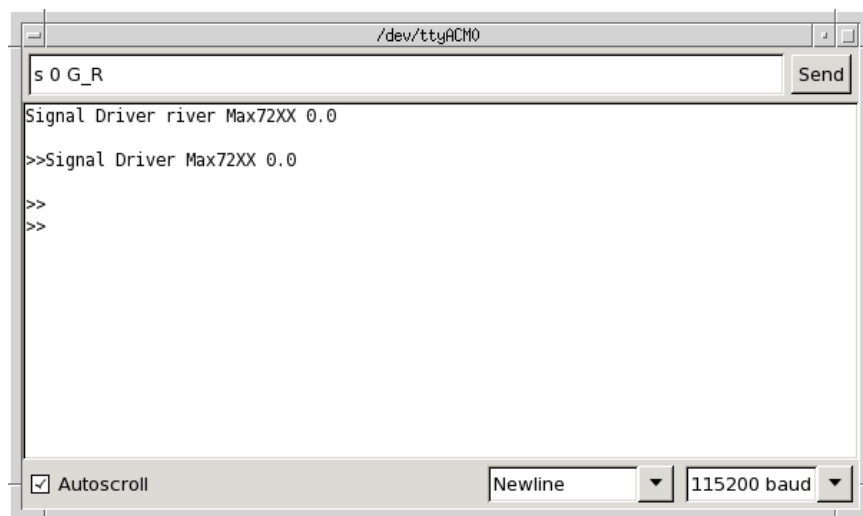 /dev/ttyACM0
s 0 G_R
Send
Signal Driver river Max72XX 0.0
>>Signal Driver Max72XX 0.0
>>
>>
Autoscroll
Newline
115200 baud